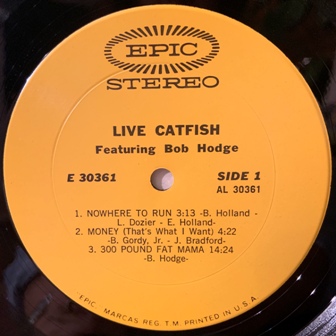 EPIC
STEREO
LIVE CATFISH
Featuring Bob Hodge
E 30361
SIDE 1
AL 30361
1. NOWHERE TO RUN 3:13 -B. Holland -
L. Dozier - E. Holland-
2. MONEY (That's What I Want) 4:22
-B. Gordy, Jr. - J. Bradford-
3. 300 POUND FAT MAMA 14:24
-B. Hodge-
EPIC. MARCAS REG. T.M. PRINTED IN U.S.A.